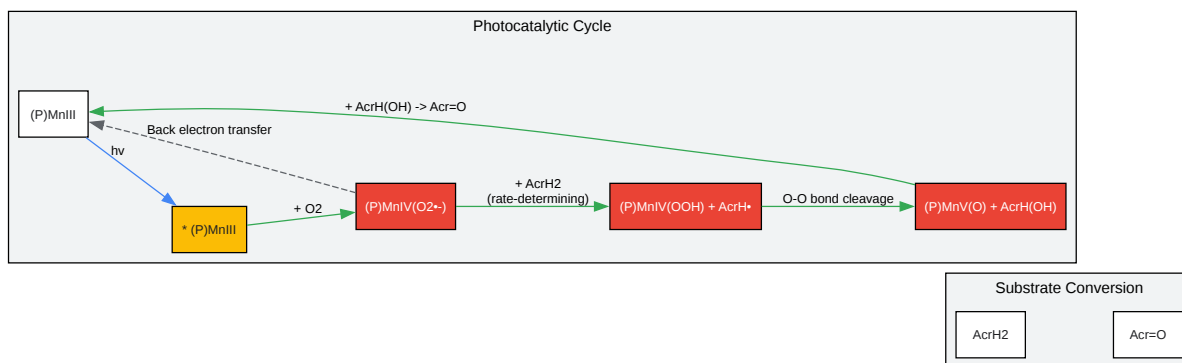 Photocatalytic Cycle
+ AcrH(OH) -> Acr=O
(P)MnIII
Back electron transfer
hv
+ AcrH2
(rate-determining)
(P)MnIV(O2•-)
(P)MnIV(OOH) + AcrH•
O-O bond cleavage
(P)MnV(O) + AcrH(OH)
+ O2
* (P)MnIII
Substrate Conversion
AcrH2
Acr=O